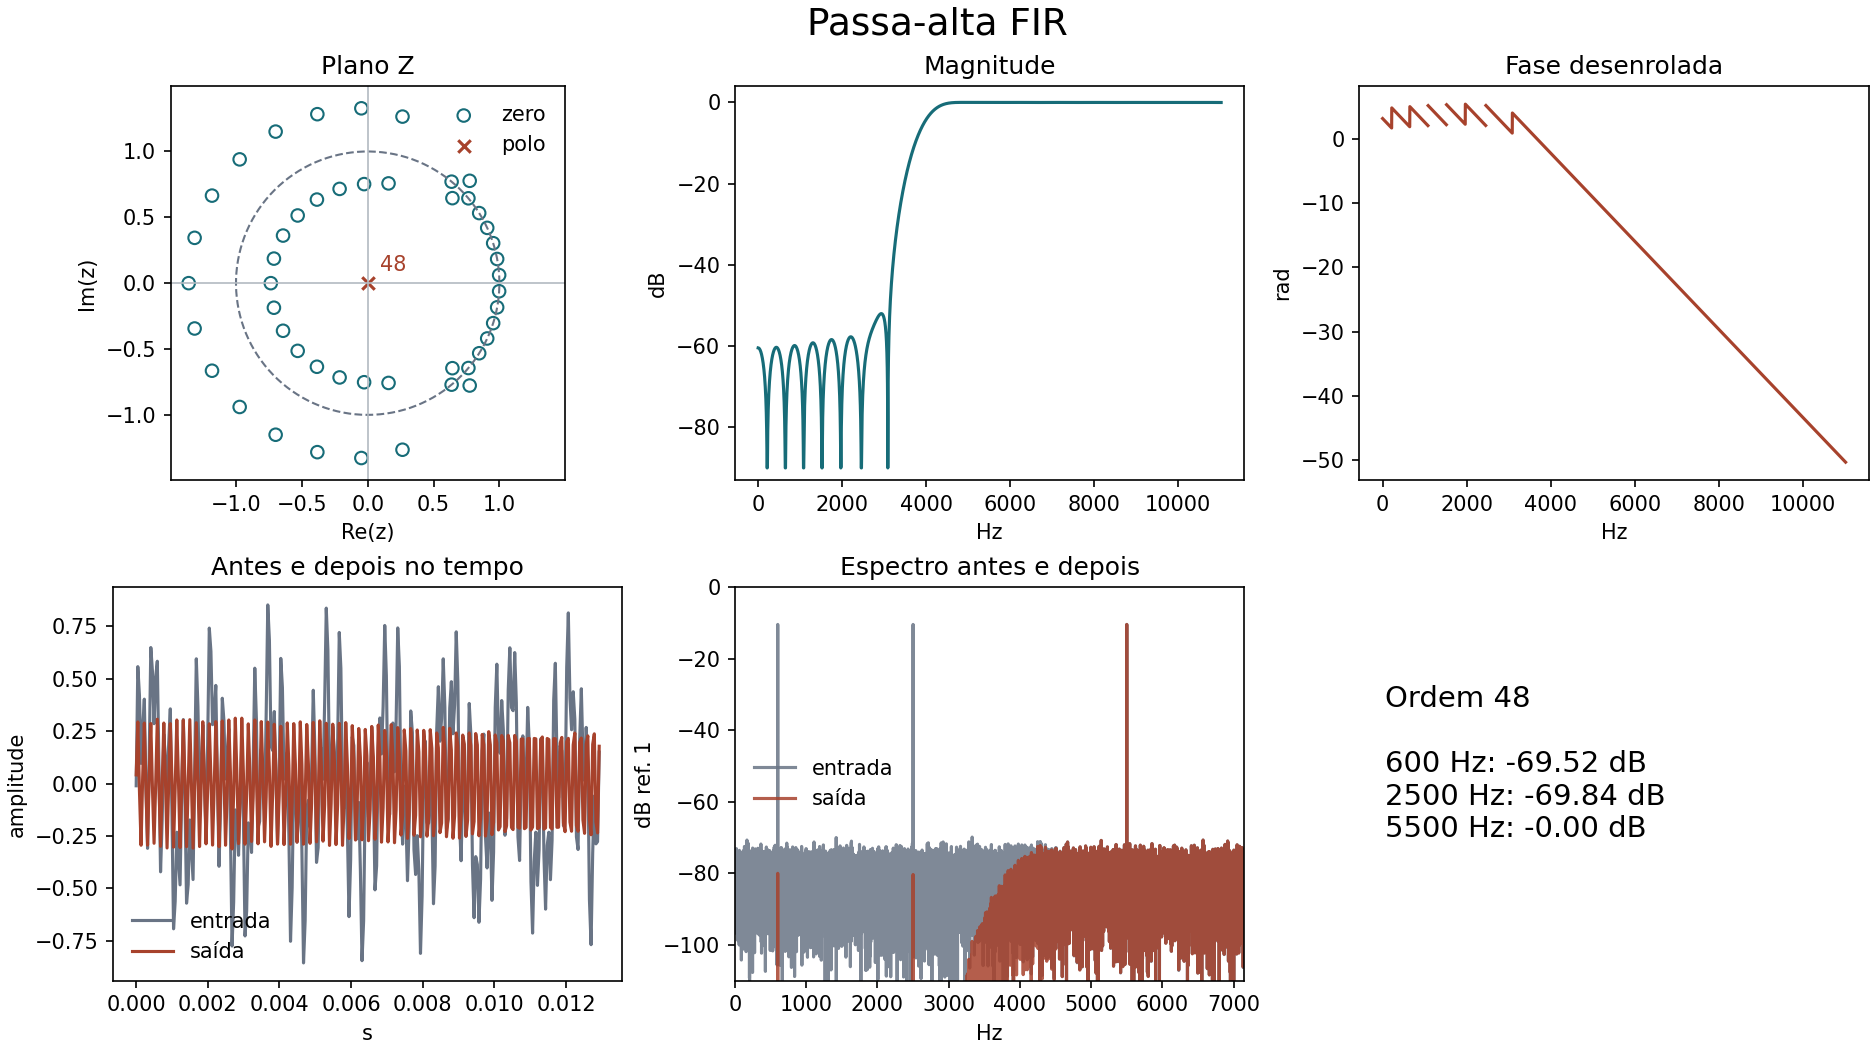 Passa-alta FIR
Plano Z
zero
polo
48
1.0
0.5
0.0
−0.5
−1.0
Im(z)
−1.0 −0.5 0.0 0.5 1.0
Re(z)
Magnitude
0
−20
−40
−60
−80
dB
0 2000 4000 6000 8000 10000
Hz
Fase desenrolada
0
−10
−20
−30
−40
−50
rad
0 2000 4000 6000 8000 10000
Hz
Antes e depois no tempo
0.75
0.50
0.25
0.00
−0.25
−0.50
−0.75
amplitude
entrada
saída
0.000 0.002 0.004 0.006 0.008 0.010 0.012
s
Espectro antes e depois
0
−20
−40
−60
−80
−100
dB ref. 1
entrada
saída
0 1000 2000 3000 4000 5000 6000 7000
Hz
Ordem 48
600 Hz: -69.52 dB
2500 Hz: -69.84 dB
5500 Hz: -0.00 dB